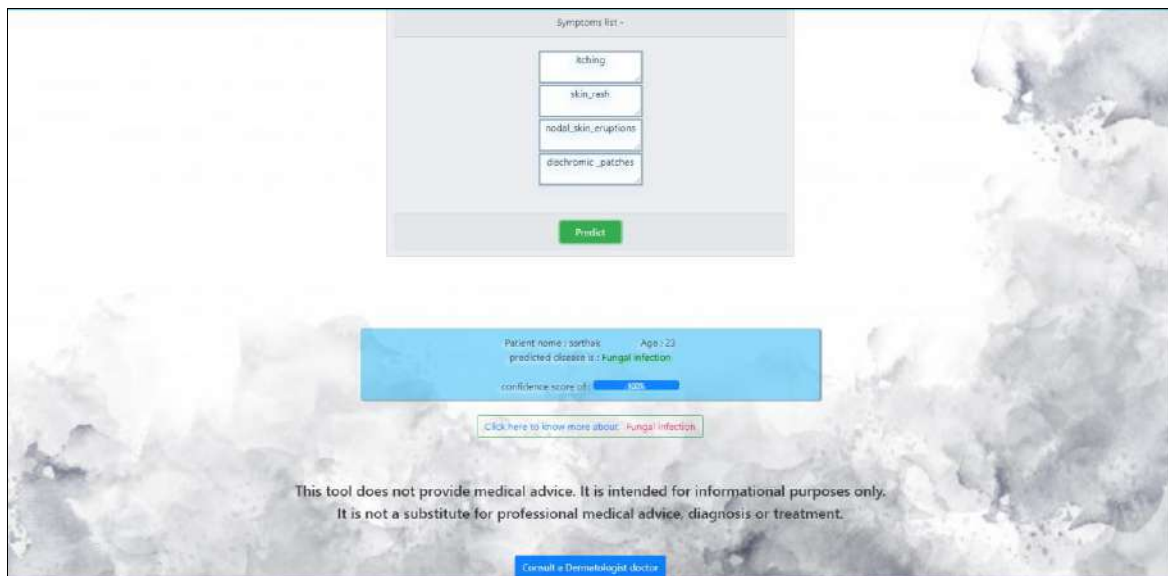 Symptoms list -
itching
skin_rash
nodal_skin_eruptions
dischromic _patches
Predict
Patient name : sarthak Age : 23
predicted disease is : Fungal infection
confidence score of : 100%
Click here to know more about Fungal infection
This tool does not provide medical advice. It is intended for informational purposes only.
It is not a substitute for professional medical advice, diagnosis or treatment.
Consult a Dermatologist doctor